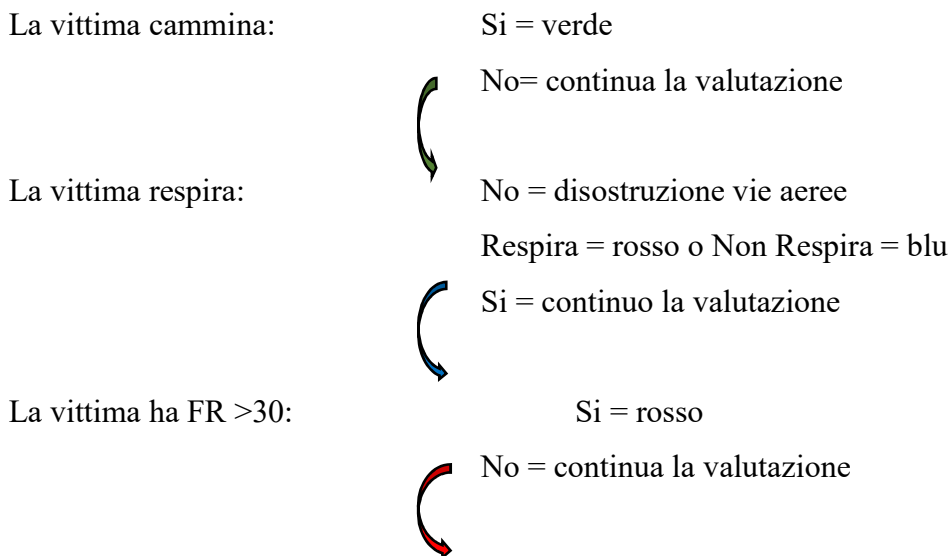 La vittima cammina: Si = verde
No= continua la valutazione
La vittima respira: No = disostruzione vie aeree
Respira = rosso o Non Respira = blu
Si = continuo la valutazione
La vittima ha FR >30: Si = rosso
No = continua la valutazione